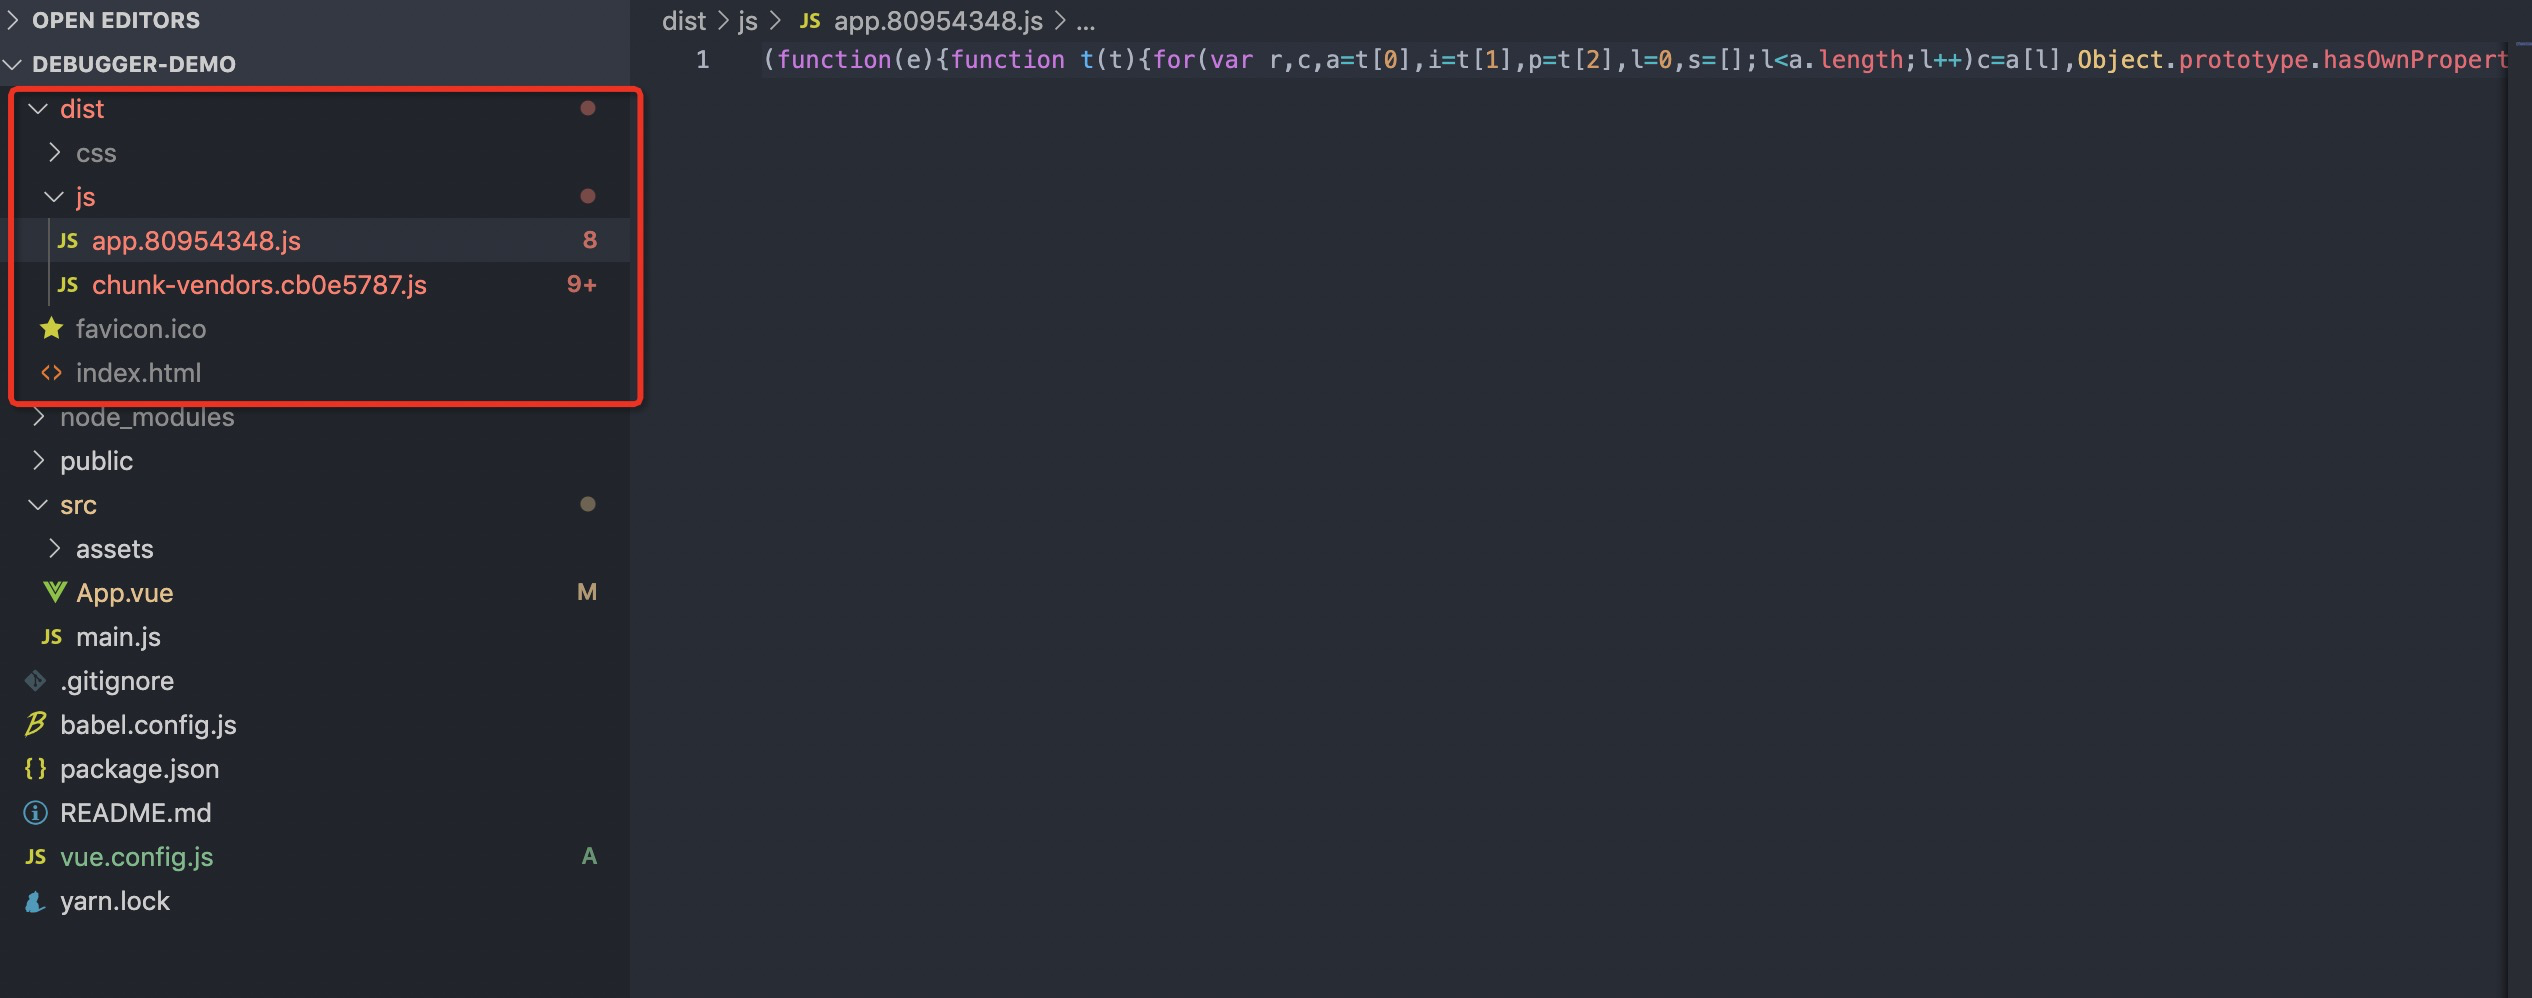 OPEN EDITORS
DEBUGGER-DEMO
dist
css
js
JS app.80954348.js 8
JS chunk-vendors.cb0e5787.js 9+
favicon.ico
<> index.html
node_modules
public
src
assets
App.vue M
JS main.js
.gitignore
babel.config.js
{} package.json
README.md
JS vue.config.js A
yarn.lock
dist > js > JS app.80954348.js > ...
1 (function(e){function t(t){for(var r,c,a=t[0],i=t[1],p=t[2],l=0,s=[];l<a.length;l++)c=a[l],Object.prototype.hasOwnPropert